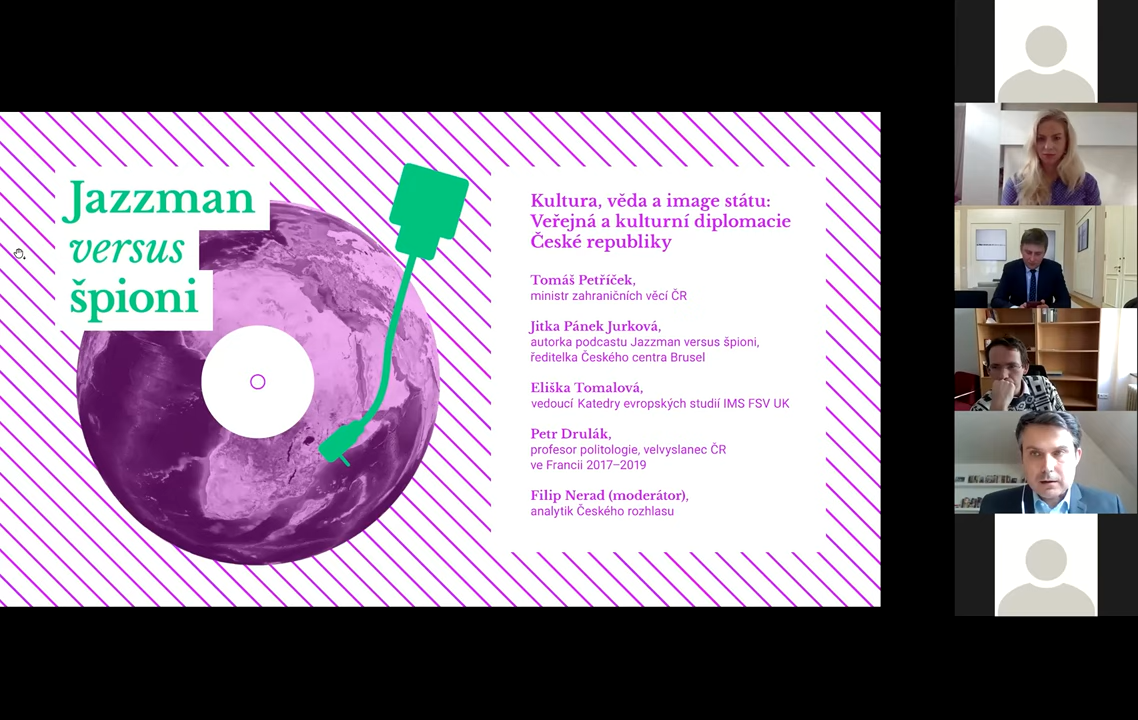 Jazzman
versus
špioni
Kultura, věda a image státu:
Veřejná a kulturní diplomacie
České republiky
Tomáš Petříček,
ministr zahraničních věcí ČR
Jitka Pánek Jurková,
autorka podcastu Jazzman versus špioni,
ředitelka Českého centra Brusel
Eliška Tomalová,
vedoucí Katedry evropských studií IMS FSV UK
Petr Drulák,
profesor politologie, velvyslanec ČR
ve Francii 2017–2019
Filip Nerad (moderátor),
analytik Českého rozhlasu